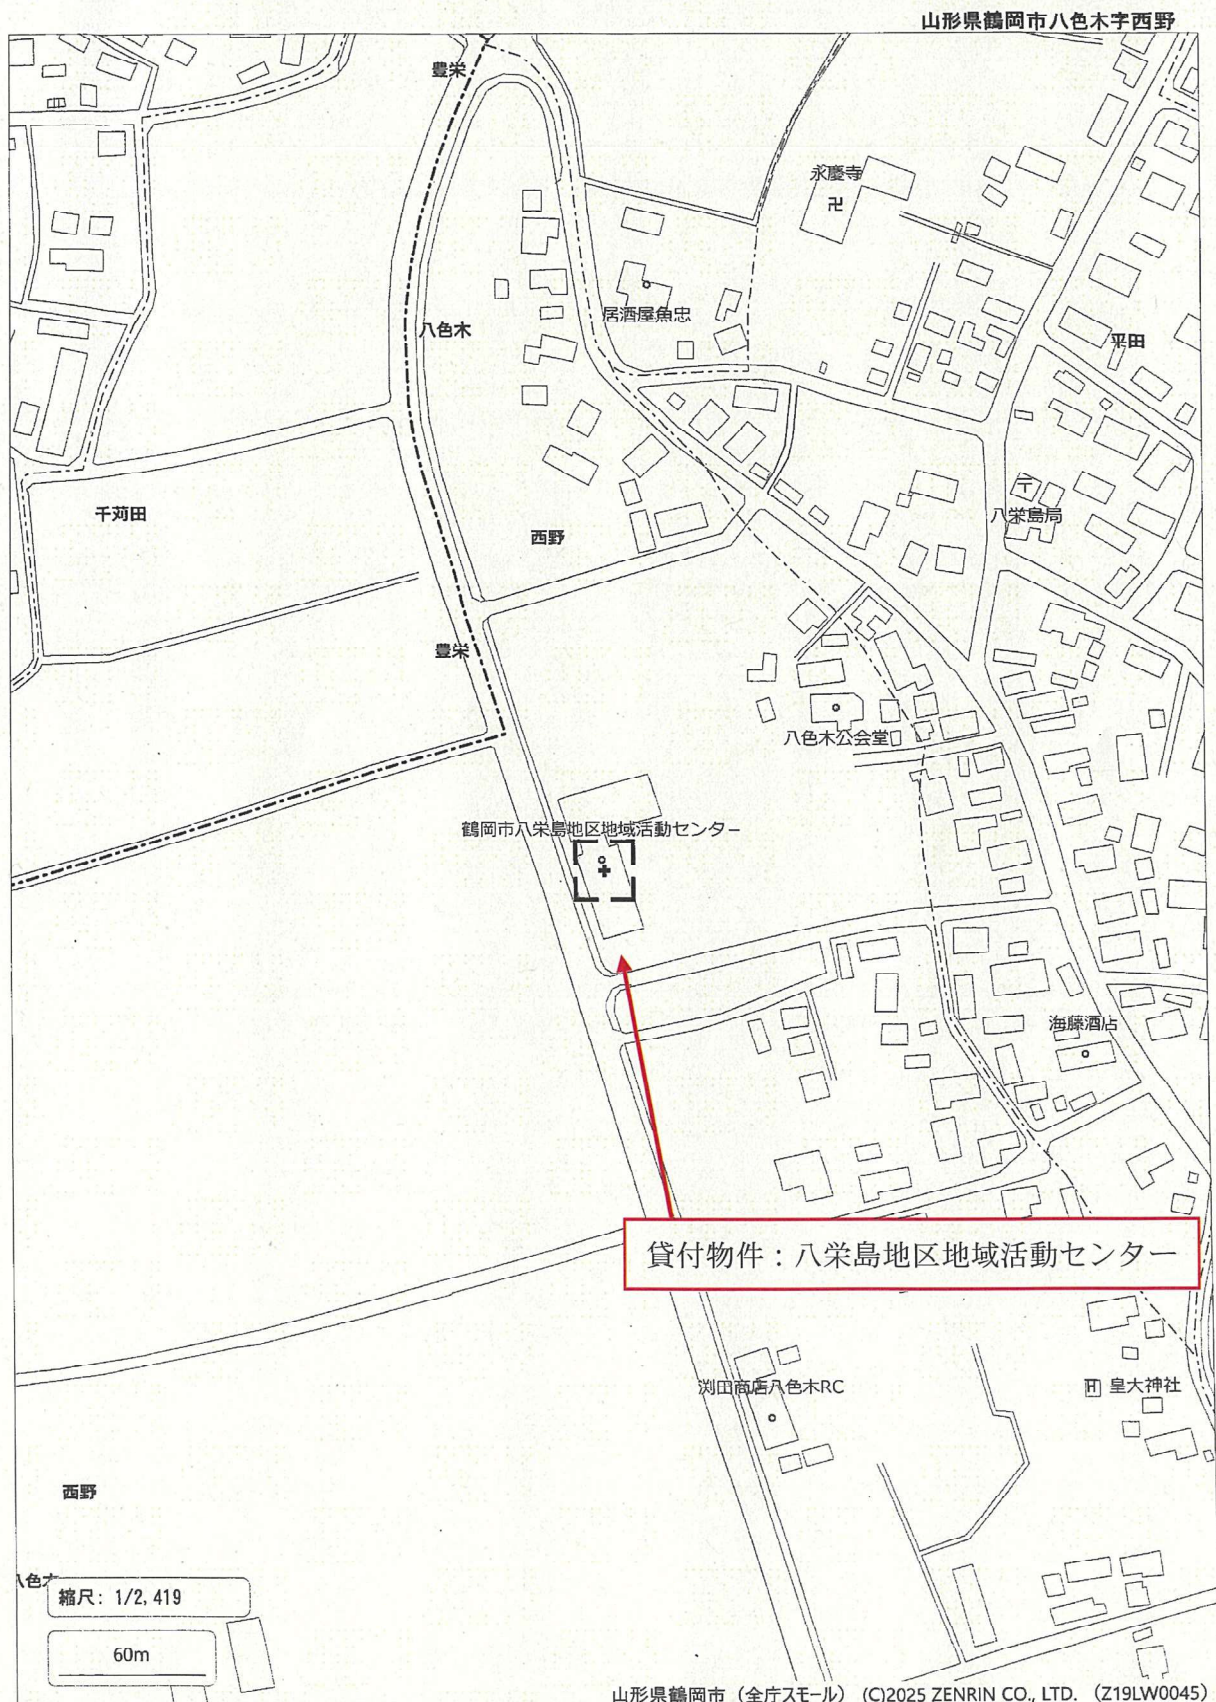 山形県鶴岡市八色木字西野
豊栄
永慶寺
卍
居酒屋魚忠
八色木
平田
千苅田
〒
八栄島局
西野
豊栄
八色木公会堂
鶴岡市八栄島地区地域活動センター
海藤酒店
貸付物件：八栄島地区地域活動センター
渕田商店八色木RC
皇大神社
西野
八色木
縮尺: 1/2,419
60m
山形県鶴岡市（全庁スモール） (C)2025 ZENRIN CO., LTD. (Z19LW0045)